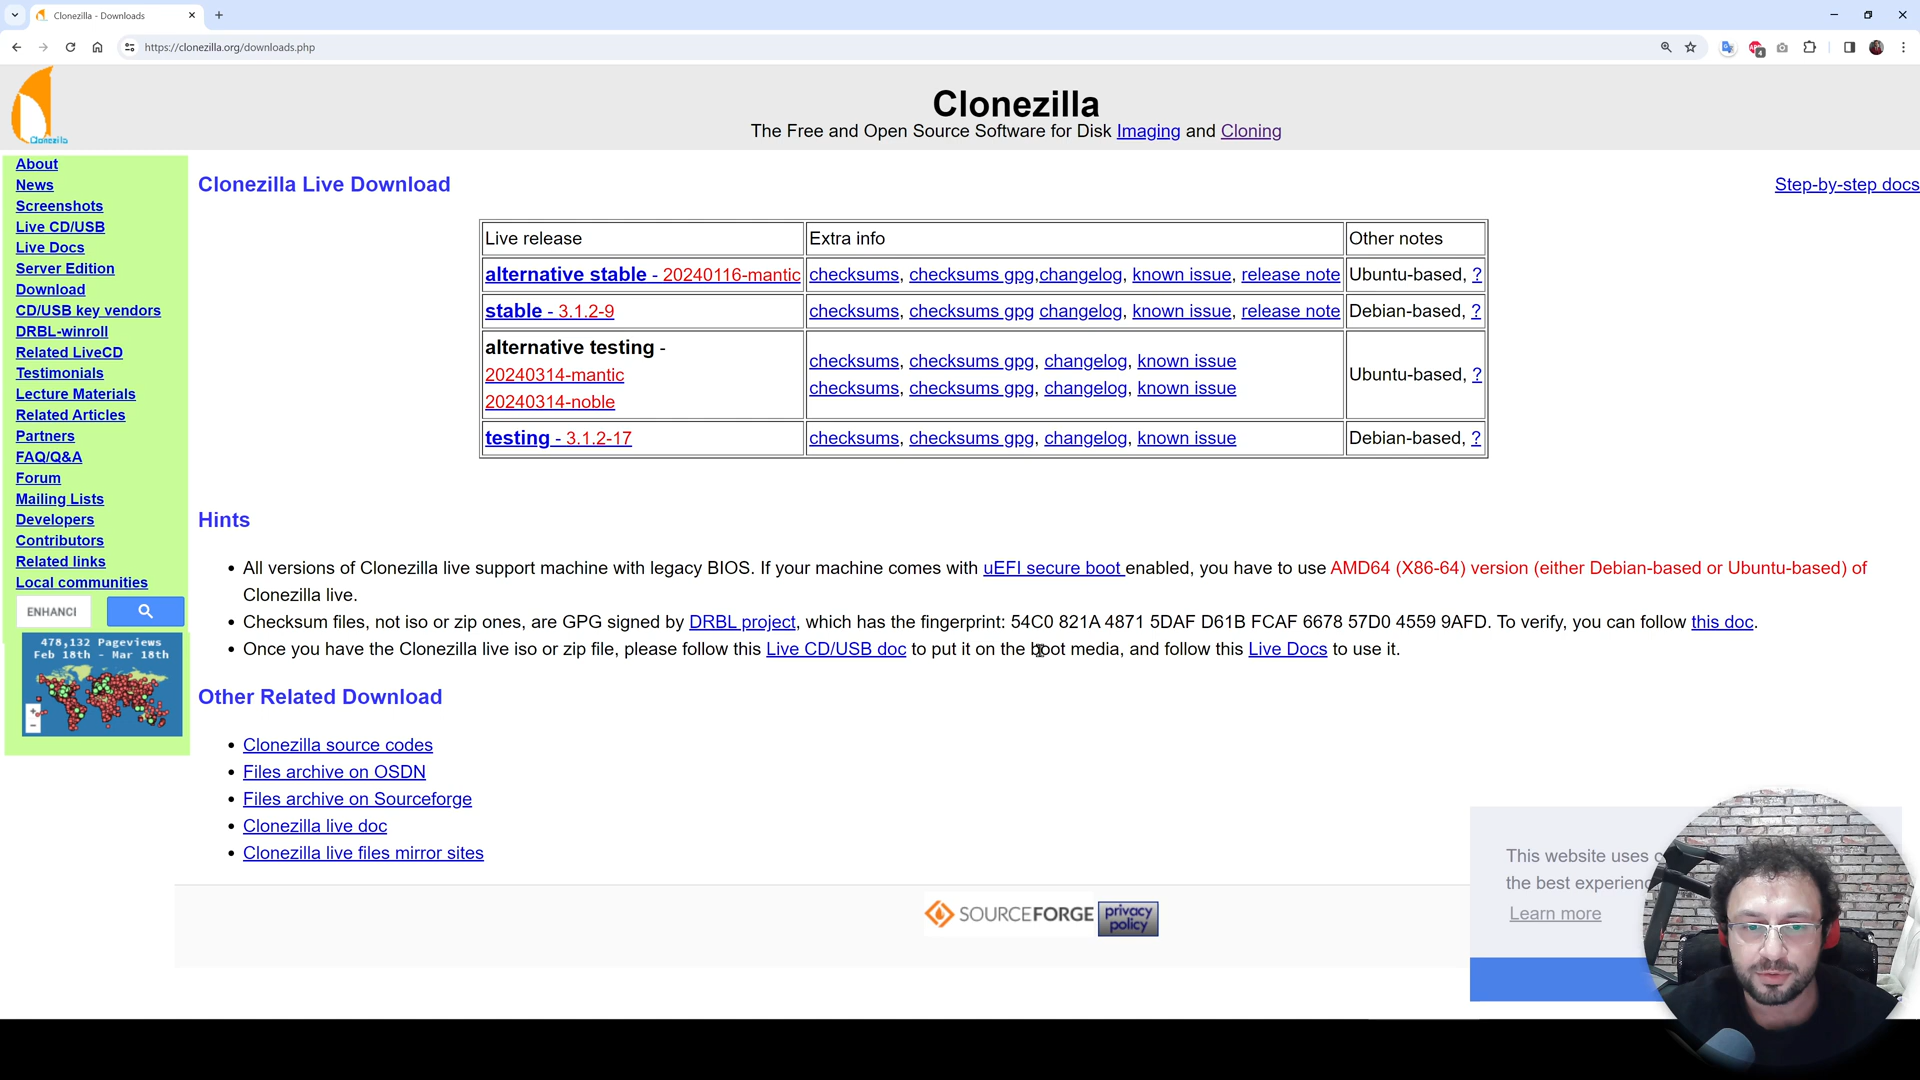 Clonezilla - Downloads
https://clonezilla.org/downloads.php
Clonezilla
Clonezilla
The Free and Open Source Software for Disk Imaging and Cloning
About
News
Screenshots
Live CD/USB
Live Docs
Server Edition
Download
CD/USB key vendors
DRBL-winroll
Related LiveCD
Testimonials
Lecture Materials
Related Articles
Partners
FAQ/Q&A
Forum
Mailing Lists
Developers
Contributors
Related links
Local communities
ENHANCI
478,132 Pageviews
Feb 18th - Mar 18th
Clonezilla Live Download
Step-by-step docs
Live release Extra info Other notes
alternative stable - 20240116-mantic checksums, checksums gpg,changelog, known issue, release note Ubuntu-based, ?
stable - 3.1.2-9 checksums, checksums gpg changelog, known issue, release note Debian-based, ?
alternative testing -
20240314-mantic checksums, checksums gpg, changelog, known issue Ubuntu-based, ?
20240314-noble checksums, checksums gpg, changelog, known issue
testing - 3.1.2-17 checksums, checksums gpg, changelog, known issue Debian-based, ?
Hints
• All versions of Clonezilla live support machine with legacy BIOS. If your machine comes with uEFI secure boot enabled, you have to use AMD64 (X86-64) version (either Debian-based or Ubuntu-based) of
Clonezilla live.
• Checksum files, not iso or zip ones, are GPG signed by DRBL project, which has the fingerprint: 54C0 821A 4871 5DAF D61B FCAF 6678 57D0 4559 9AFD. To verify, you can follow this doc.
• Once you have the Clonezilla live iso or zip file, please follow this Live CD/USB doc to put it on the boot media, and follow this Live Docs to use it.
Other Related Download
• Clonezilla source codes
• Files archive on OSDN
• Files archive on Sourceforge
• Clonezilla live doc
• Clonezilla live files mirror sites
SOURCEFORGE
privacy
policy
This website uses
the best
Learn more